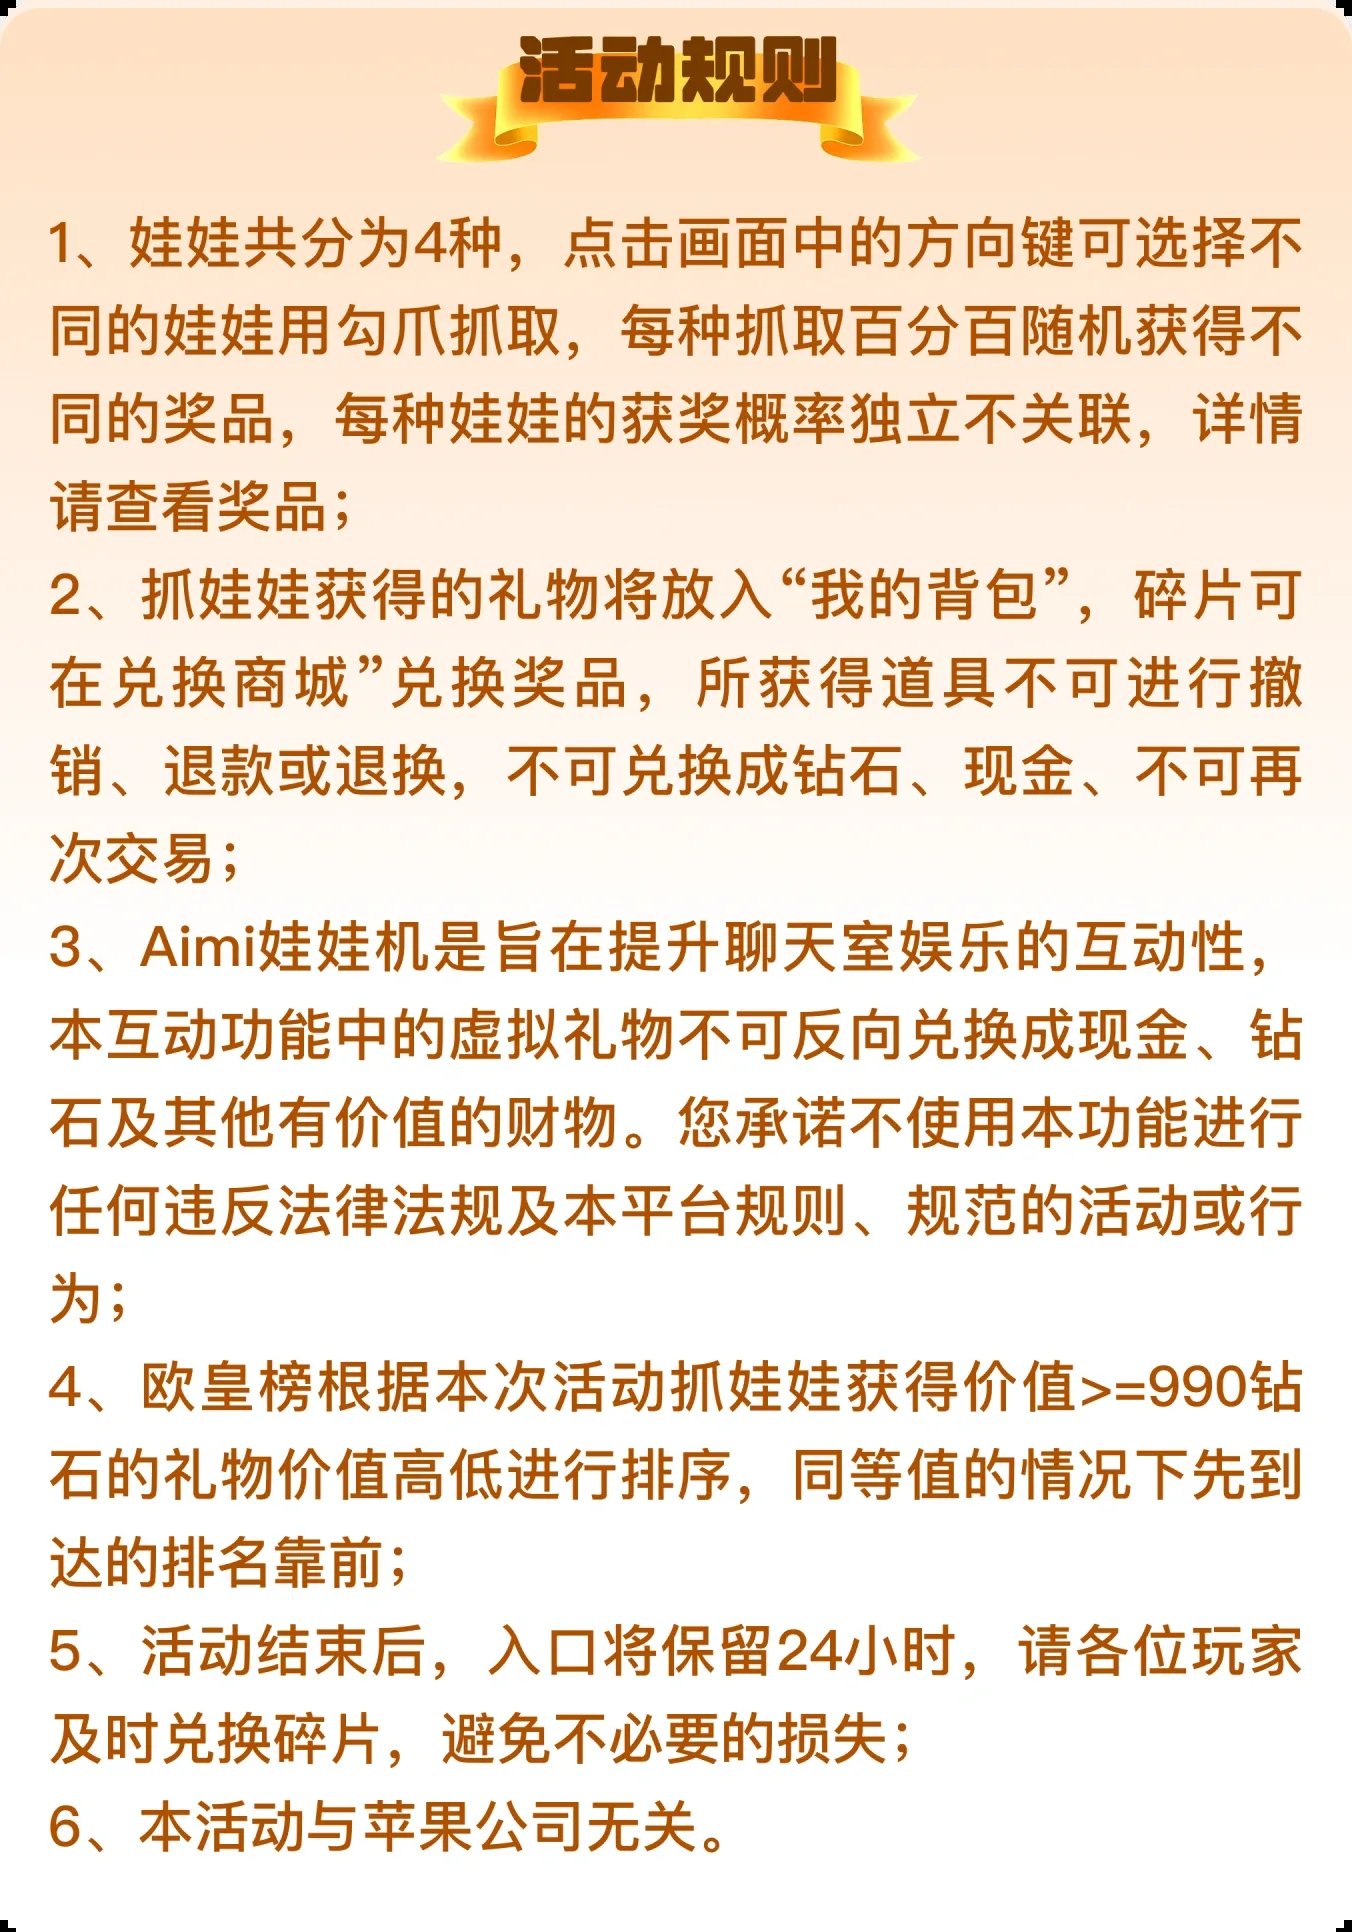 活动规则
1、娃娃共分为4种，点击画面中的方向键可选择不
同的娃娃用勾爪抓取，每种抓取百分百随机获得不
同的奖品，每种娃娃的获奖概率独立不关联，详情
请查看奖品；
2、抓娃娃获得的礼物将放入“我的背包”，碎片可
在兑换商城”兑换奖品，所获得道具不可进行撤
销、退款或退换，不可兑换成钻石、现金、不可再
次交易；
3、Aimi娃娃机是旨在提升聊天室娱乐的互动性，
本互动功能中的虚拟礼物不可反向兑换成现金、钻
石及其他有价值的财物。您承诺不使用本功能进行
任何违反法律法规及本平台规则、规范的活动或行
为；
4、欧皇榜根据本次活动抓娃娃获得价值>=990钻
石的礼物价值高低进行排序，同等值的情况下先到
达的排名靠前；
5、活动结束后，入口将保留24小时，请各位玩家
及时兑换碎片，避免不必要的损失；
6、本活动与苹果公司无关。